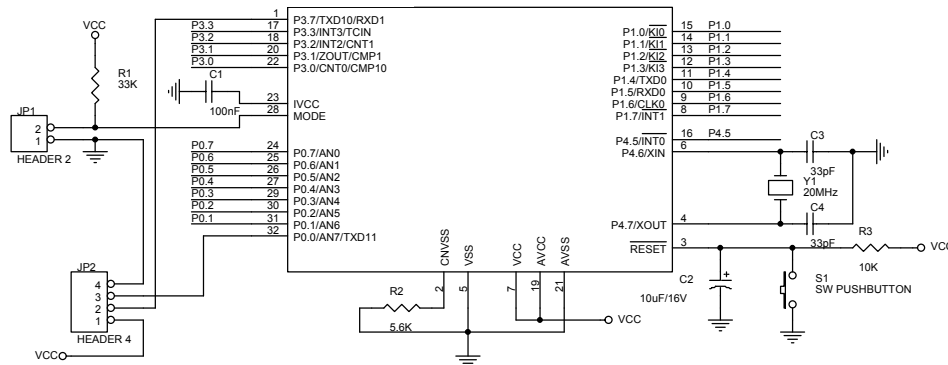 VCC
R1
33K
JP1
2
1
HEADER 2
JP2
4
3
2
1
HEADER 4
VCC
C1
100nF
P3.3
P3.2
P3.1
P3.0
P0.7
P0.6
P0.5
P0.4
P0.3
P0.2
P0.1
1 P3.7/TXD10/RXD1
17 P3.3/INT3/TCIN
18 P3.2/INT2/CNT1
20 P3.1/ZOUT/CMP1
22 P3.0/CNT0/CMP10
23 IVCC
28 MODE
24 P0.7/AN0
25 P0.6/AN1
26 P0.5/AN2
27 P0.4/AN3
29 P0.3/AN4
30 P0.2/AN5
31 P0.1/AN6
32 P0.0/AN7/TXD11
P1.0/KI0 15 P1.0
P1.1/KI1 14 P1.1
P1.2/KI2 13 P1.2
P1.3/KI3 12 P1.3
P1.4/TXD0 11 P1.4
P1.5/RXD0 10 P1.5
P1.6/CLK0 9 P1.6
P1.7/INT1 8 P1.7
P4.5/INT0 16 P4.5
P4.6/XIN 6
P4.7/XOUT 4
RESET 3
CNVSS 2
VSS 5
VCC 7
AVCC 19
AVSS 21
R2
5.6K
VCC
C3
33pF
Y1
20MHz
C4
33pF
R3
10K
VCC
C2
+
10uF/16V
S1
SW PUSHBUTTON